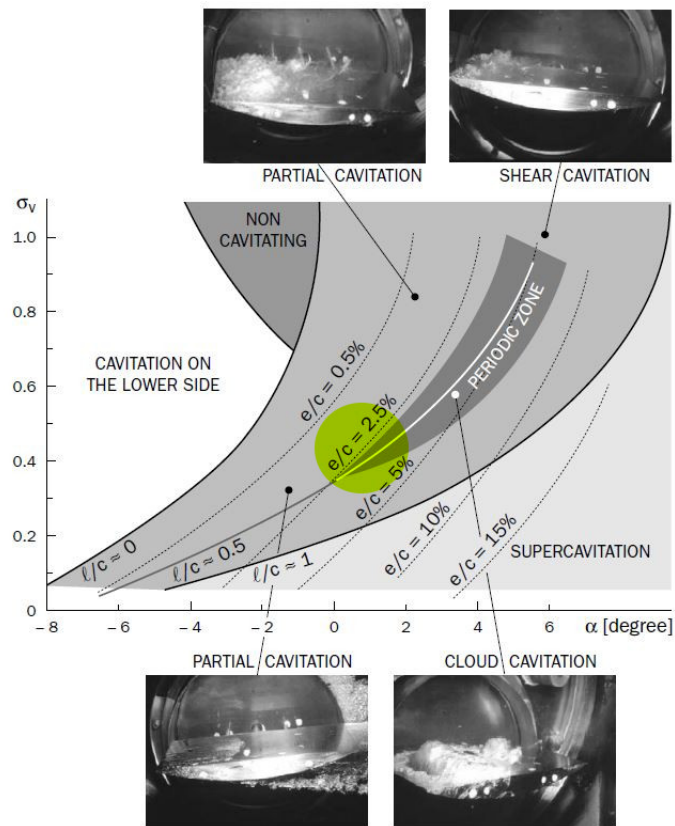 PARTIAL CAVITATION
SHEAR CAVITATION
σᵥ
1.0
0.8
0.6
0.4
0.2
0
NON
CAVITATING
CAVITATION ON
THE LOWER SIDE
PERIODIC ZONE
e/c = 0.5%
e/c = 2.5%
e/c = 5%
e/c = 10%
e/c = 15%
SUPERCAVITATION
ℓ/c ≈ 0
ℓ/c ≈ 0.5
ℓ/c ≈ 1
− 8
− 6
− 4
− 2
0
2
4
6
α [degree]
PARTIAL CAVITATION
CLOUD CAVITATION